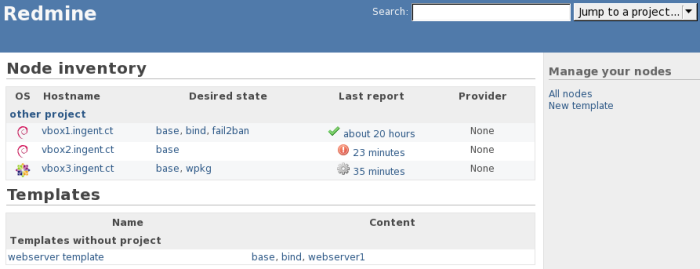 Redmine
Search:
Jump to a project...
Node inventory
OS Hostname Desired state Last report Provider
other project
vbox1.ingent.ct base, bind, fail2ban about 20 hours None
vbox2.ingent.ct base 23 minutes None
vbox3.ingent.ct base, wpkg 35 minutes None
Templates
Name Content
Templates without project
webserver template base, bind, webserver1
Manage your nodes
All nodes
New template